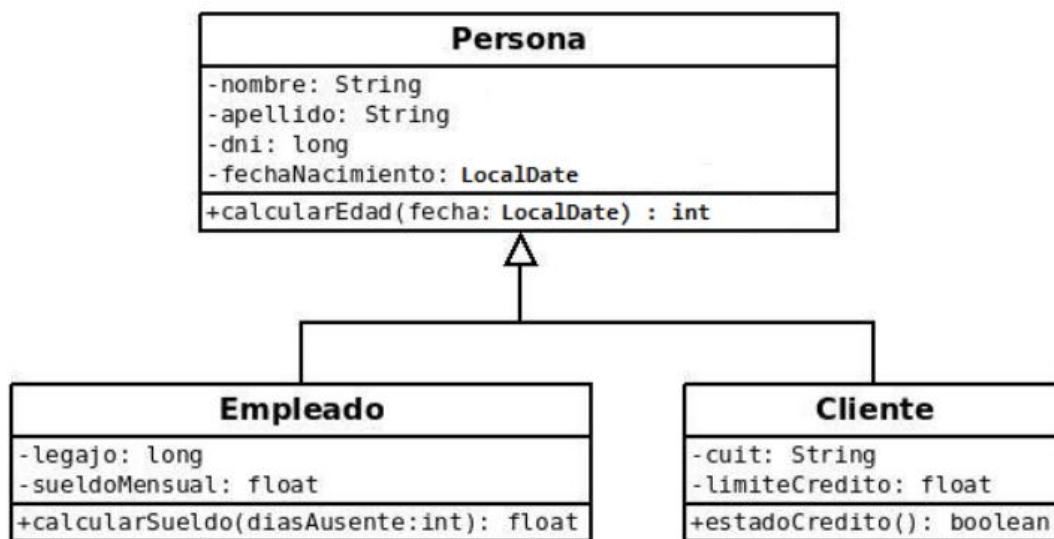 Persona
-nombre: String
-apellido: String
-dni: long
-fechaNacimiento: LocalDate
+calcularEdad(fecha: LocalDate) : int
Empleado
-legajo: long
-sueldoMensual: float
+calcularSueldo(diasAusente:int): float
Cliente
-cuit: String
-limiteCredito: float
+estadoCredito(): boolean